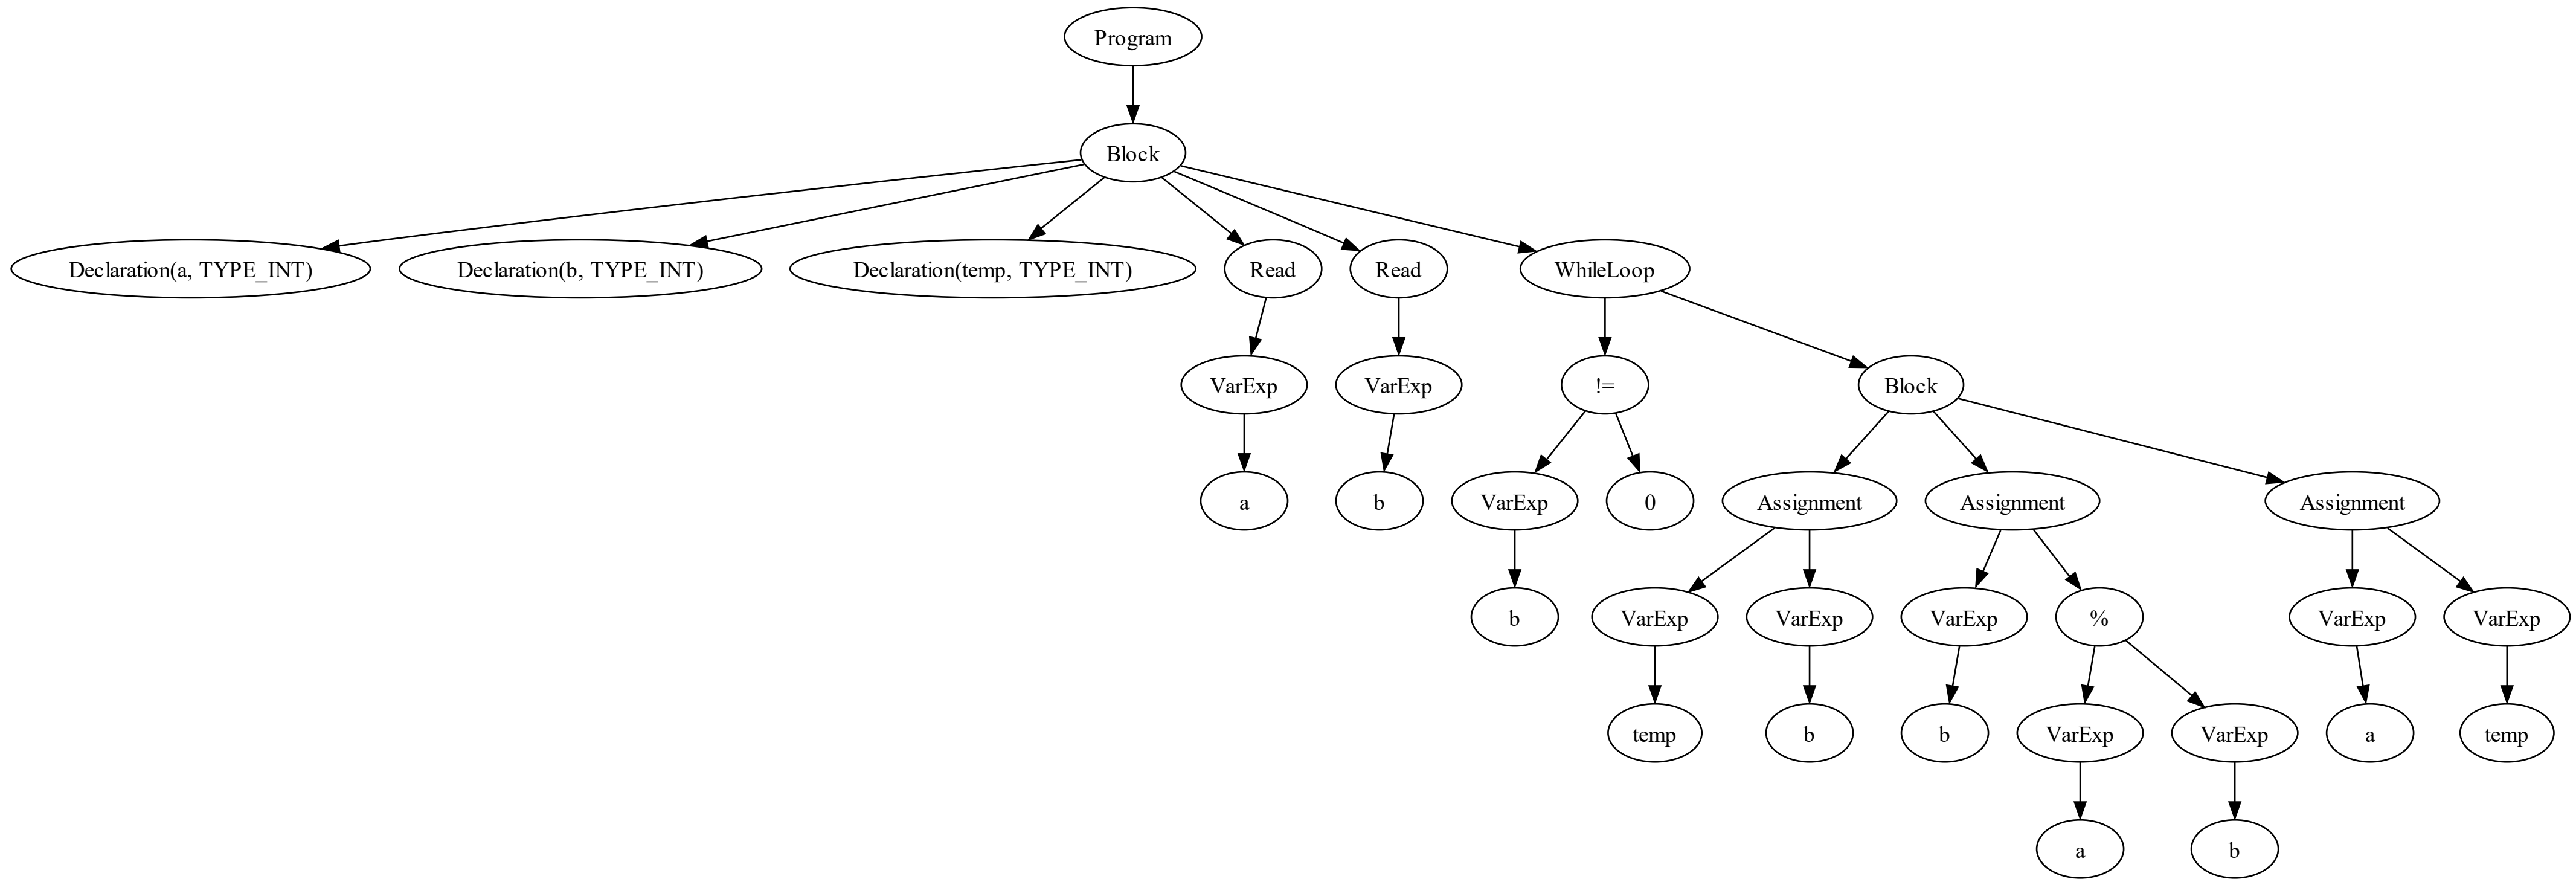 Program
Block
Declaration(a, TYPE_INT)
Declaration(b, TYPE_INT)
Declaration(temp, TYPE_INT)
Read
Read
WhileLoop
VarExp
VarExp
!=
Block
a
b
VarExp
0
Assignment
Assignment
Assignment
b
VarExp
VarExp
VarExp
%
VarExp
VarExp
temp
b
b
VarExp
VarExp
a
temp
a
b